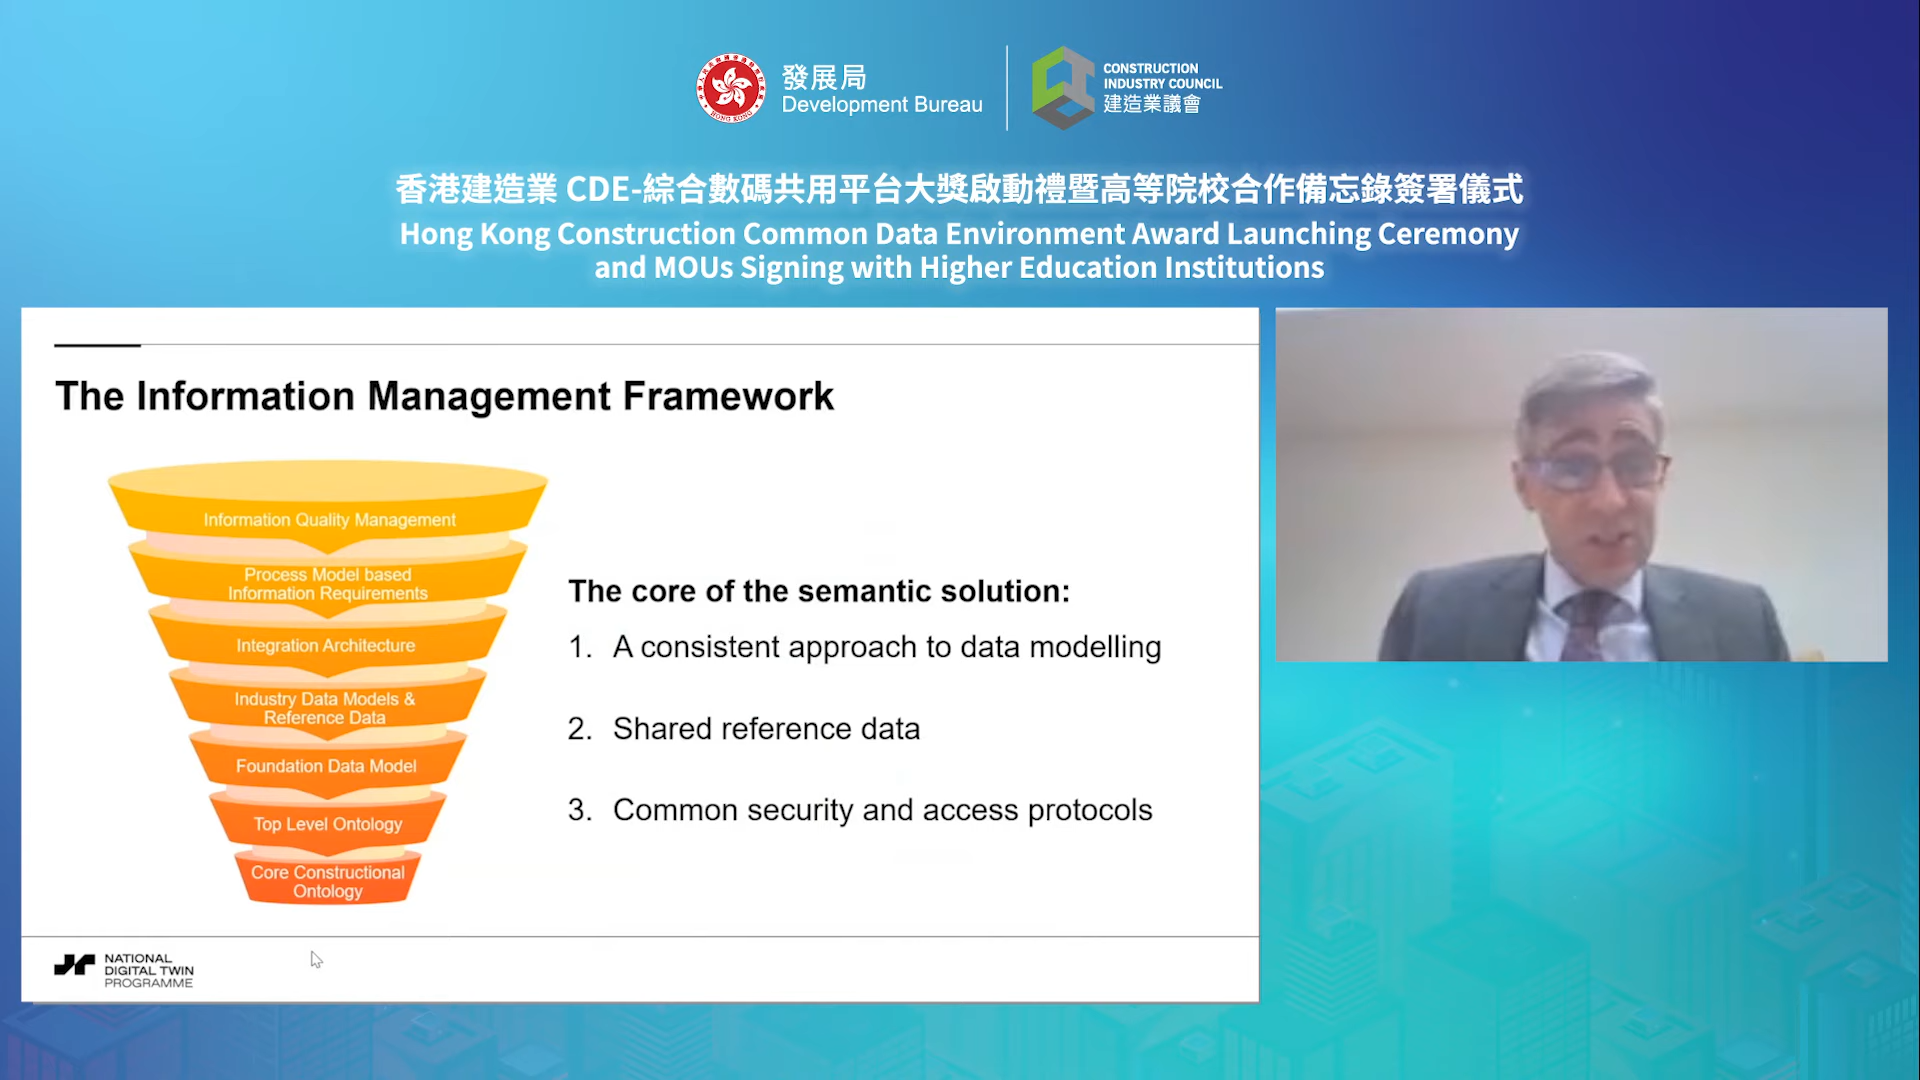 發展局
Development Bureau
HONG KONG
CONSTRUCTION
INDUSTRY COUNCIL
建造業議會
香港建造業 CDE-綜合數碼共用平台大獎啟動禮暨高等院校合作備忘錄簽署儀式
Hong Kong Construction Common Data Environment Award Launching Ceremony
and MOUs Signing with Higher Education Institutions
The Information Management Framework
Information Quality Management
Process Model based
Information Requirements
Integration Architecture
Industry Data Models &
Reference Data
Foundation Data Model
Top Level Ontology
Core Constructional
Ontology
The core of the semantic solution:
1. A consistent approach to data modelling
2. Shared reference data
3. Common security and access protocols
NATIONAL
DIGITAL TWIN
PROGRAMME